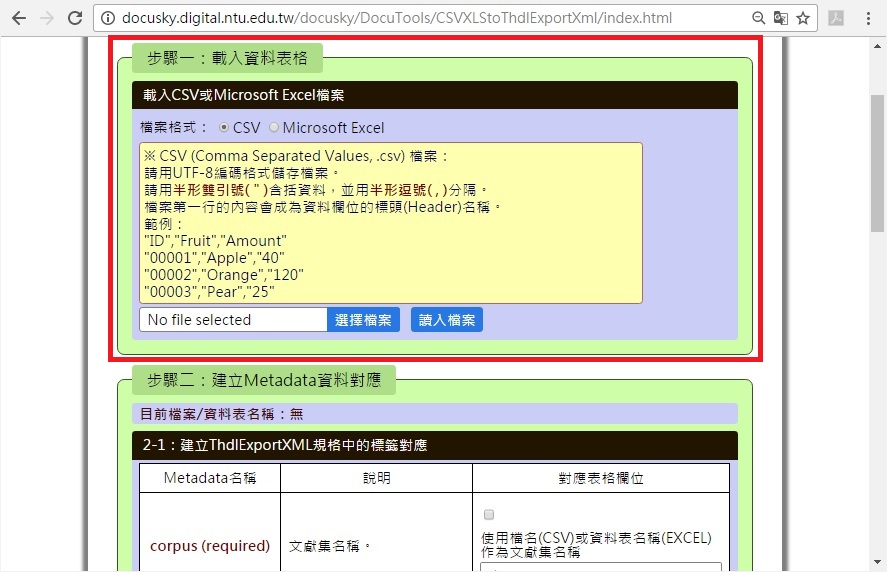 docusky.digital.ntu.edu.tw/docusky/DocuTools/CSVXLStoThdlExportXml/index.html
步驟一：載入資料表格
載入CSV或Microsoft Excel檔案
檔案格式： CSV Microsoft Excel
※ CSV (Comma Separated Values, .csv) 檔案：
請用UTF-8編碼格式儲存檔案。
請用半形雙引號(")含括資料，並用半形逗號(,)分隔。
檔案第一行的內容會成為資料欄位的標頭(Header)名稱。
範例：
"ID","Fruit","Amount"
"00001","Apple","40"
"00002","Orange","120"
"00003","Pear","25"
No file selected 選擇檔案 讀入檔案
步驟二：建立Metadata資料對應
目前檔案/資料表名稱：無
2-1：建立ThdlExportXML規格中的標籤對應
Metadata名稱 說明 對應表格欄位
使用檔名(CSV)或資料表名稱(EXCEL)
corpus (required) 文獻集名稱。
作為文獻集名稱